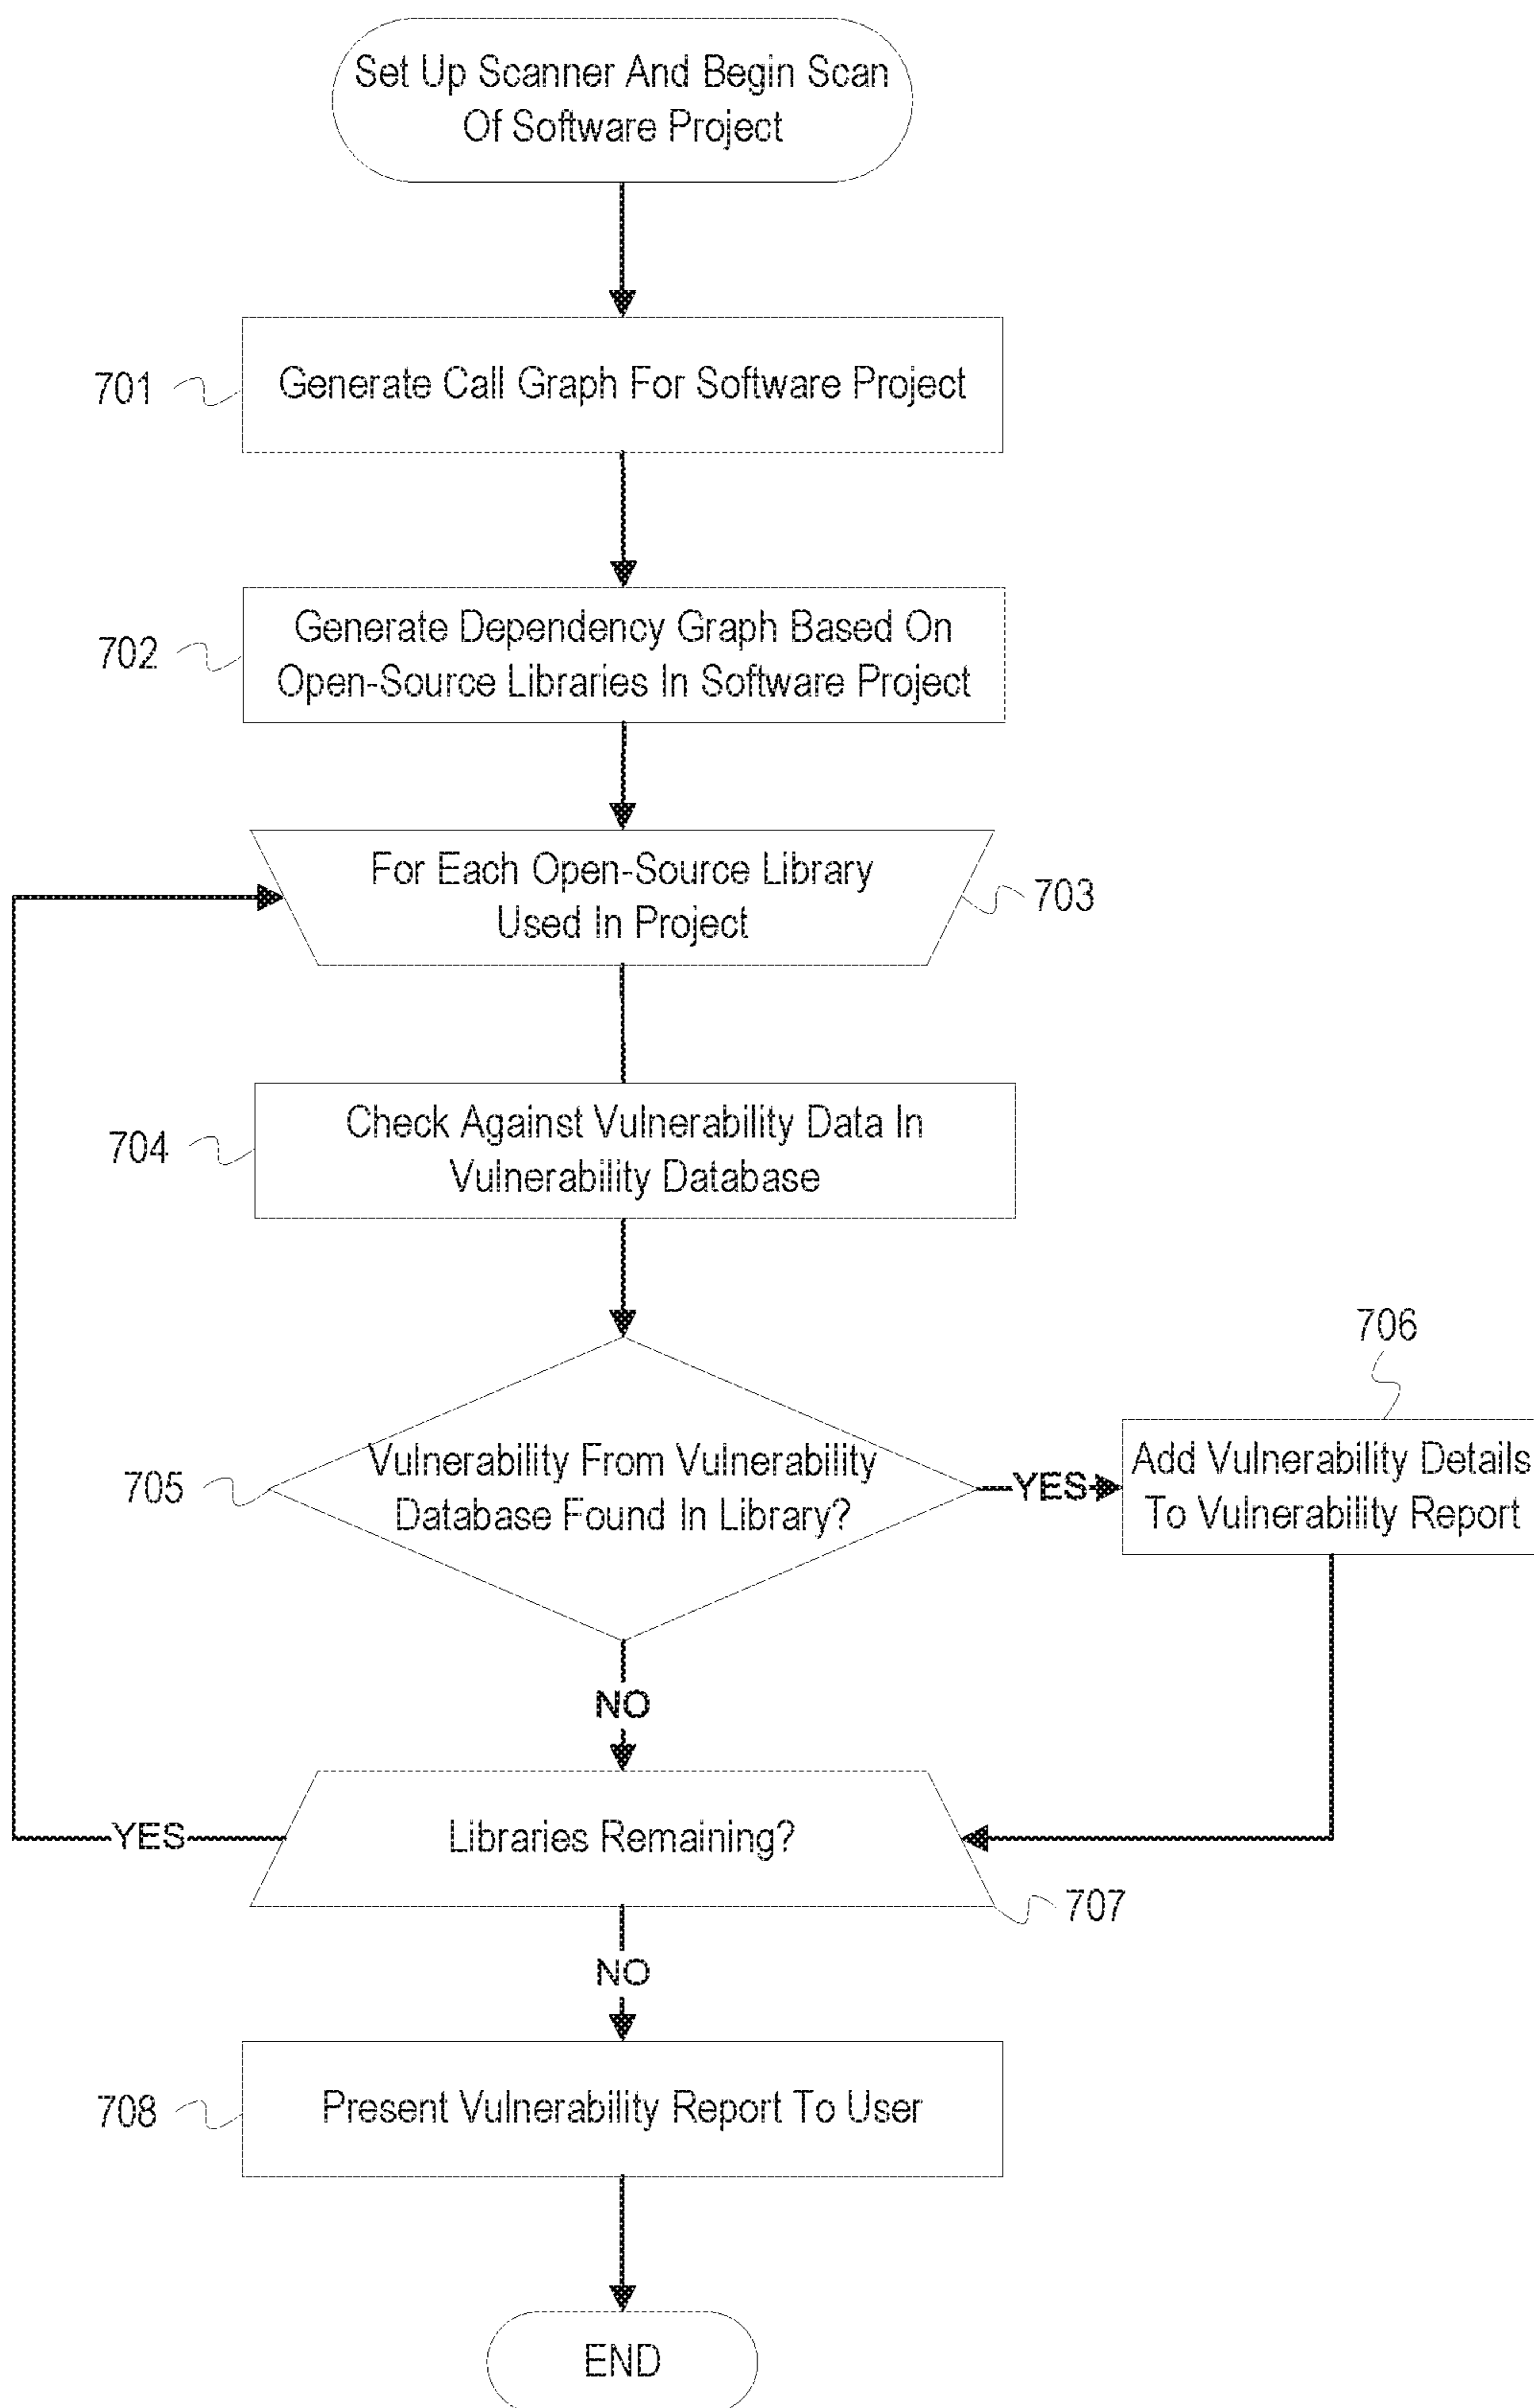 Set Up Scanner And Begin Scan
Of Software Project
701
Generate Call Graph For Software Project
702
Generate Dependency Graph Based On
Open-Source Libraries In Software Project
For Each Open-Source Library
Used In Project
703
704
Check Against Vulnerability Data In
Vulnerability Database
706
705
Vulnerability From Vulnerability
Database Found In Library?
YES
Add Vulnerability Details
To Vulnerability Report
NO
YES
Libraries Remaining?
707
NO
708
Present Vulnerability Report To User
END